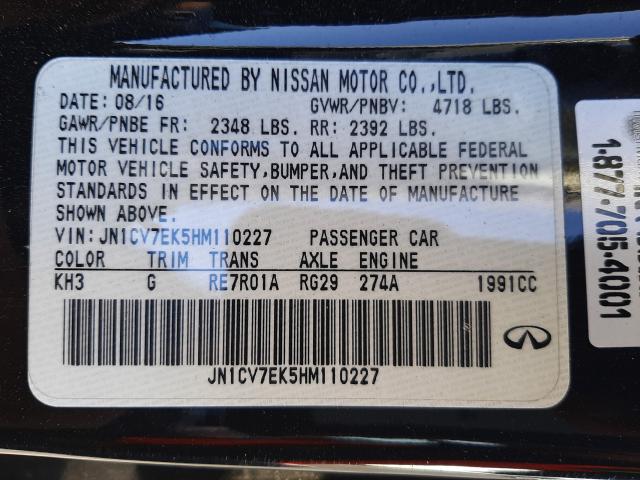 MANUFACTURED BY NISSAN MOTOR CO.,LTD.
DATE: 08/16 GVWR/PNBV: 4718 LBS.
GAWR/PNBE FR: 2348 LBS. RR: 2392 LBS.
THIS VEHICLE CONFORMS TO ALL APPLICABLE FEDERAL
MOTOR VEHICLE SAFETY,BUMPER,AND THEFT PREVENTION
STANDARDS IN EFFECT ON THE DATE OF MANUFACTURE
SHOWN ABOVE.
VIN: JN1CV7EK5HM110227 PASSENGER CAR
COLOR TRIM TRANS AXLE ENGINE
KH3 G RE7R01A RG29 274A 1991CC
JN1CV7EK5HM110227
1-877-705-4001